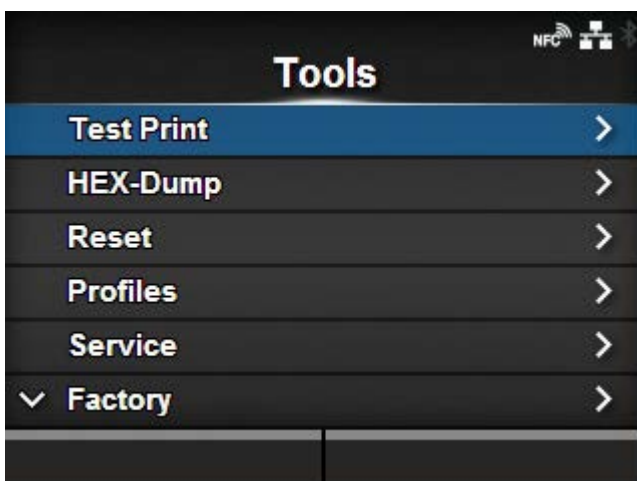 NFC
Tools
Test Print
HEX-Dump
Reset
Profiles
Service
Factory